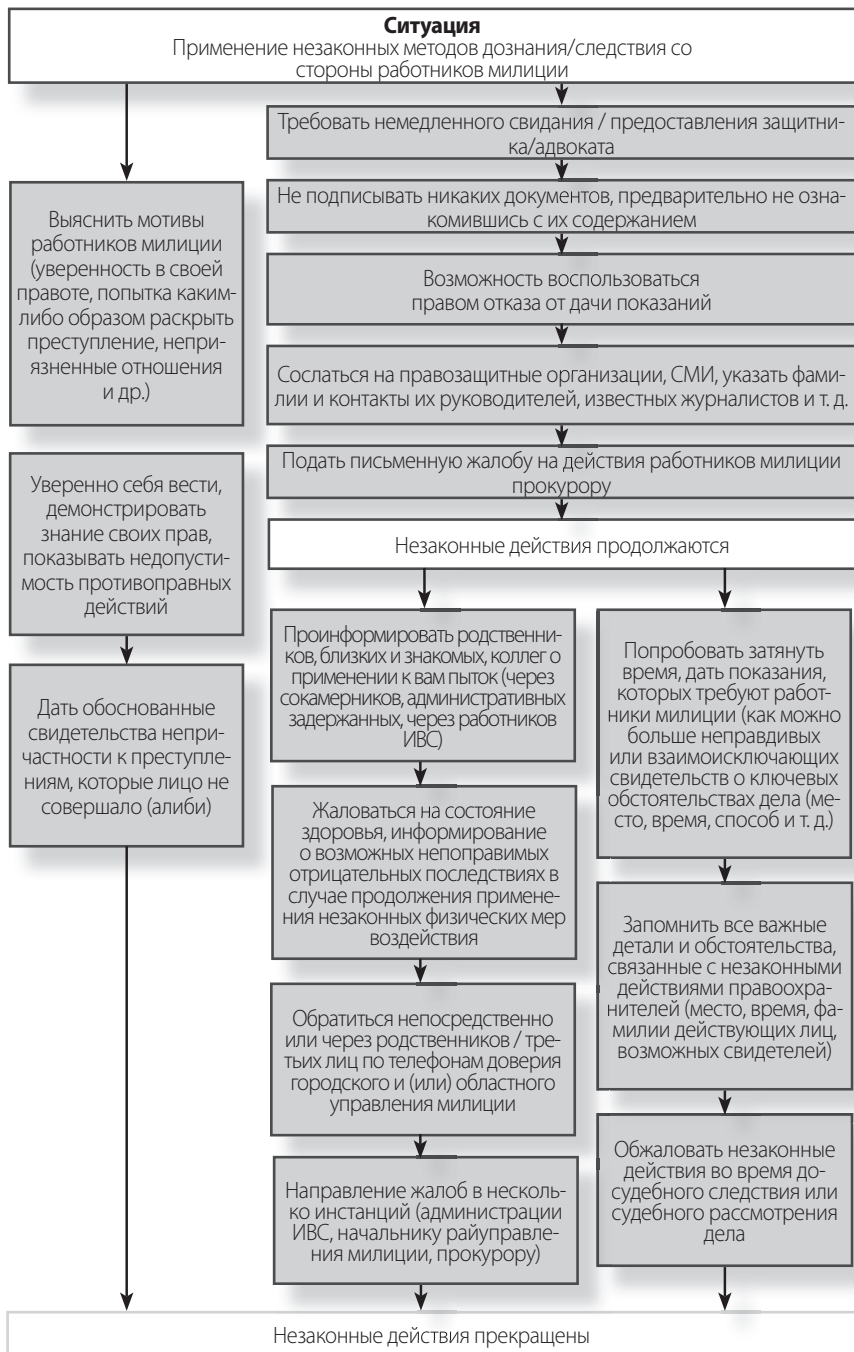 Ситуация
Применение незаконных методов дознания/следствия со
стороны работников милиции
Выяснить мотивы
работников милиции
(уверенность в своей
правоте, попытка каким-
либо образом раскрыть
преступление, непри-
язненные отношения
и др.)
Уверенно себя вести,
демонстрировать
знание своих прав,
показывать недопусти-
мость противоправных
действий
Дать обоснованные
свидетельства непри-
частности к преступле-
ниям, которые лицо не
совершало (алиби)
Требовать немедленного свидания / предоставления защитни-
ка/адвоката
Не подписывать никаких документов, предварительно не озна-
комившись с их содержанием
Возможность воспользоваться
правом отказа от дачи показаний
Сослаться на правозащитные организации, СМИ, указать фами-
лии и контакты их руководителей, известных журналистов и т. д.
Подать письменную жалобу на действия работников милиции
прокурору
Незаконные действия продолжаются
Проинформировать родственни-
ков, близких и знакомых, коллег о
применении к вам пыток (через
сокамерников, административных
задержанных, через работников
ИВС)
Жаловаться на состояние
здоровья, информирование
о возможных непоправимых
отрицательных последствиях в
случае продолжения примене-
ния незаконных физических мер
воздействия
Обратиться непосредственно
или через родственников / тре-
тьих лиц по телефонам доверия
городского и (или) областного
управления милиции
Направление жалоб в несколь-
ко инстанций (администрации
ИВС, начальнику райуправле-
ния милиции, прокурору)
Попробовать затянуть
время, дать показания,
которых требуют работ-
ники милиции (как можно
больше неправдивых
или взаимоисключающих
свидетельств о ключевых
обстоятельствах дела (ме-
сто, время, способ и т. д.)
Запомнить все важные
детали и обстоятельства,
связанные с незаконными
действиями правоохра-
нителей (место, время, фа-
милии действующих лиц,
возможных свидетелей)
Обжаловать незаконные
действия во время до-
судебного следствия или
судебного рассмотрения
дела
Незаконные действия прекращены